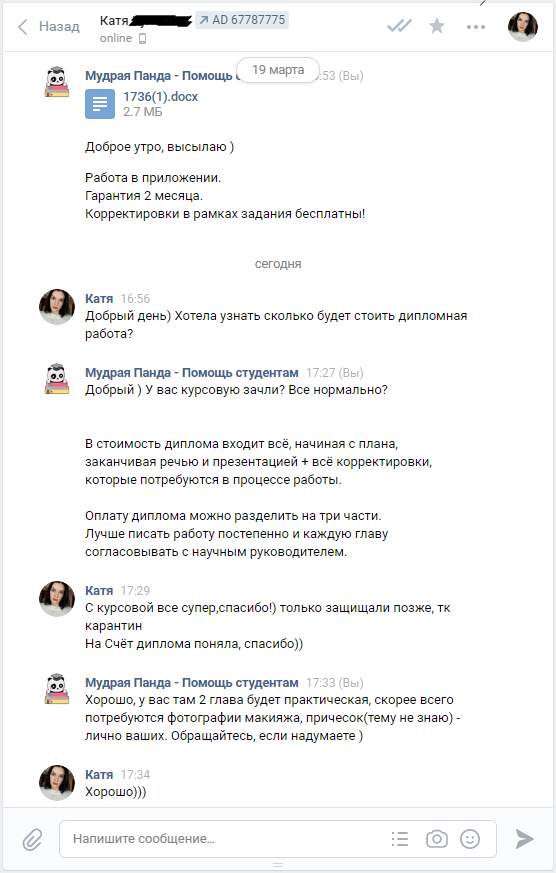 Назад
Катя
AD 67787775
online
Мудрая Панда - Помощь
:53 (Вы)
19 марта
1736(1).docx
2.7 МБ
Доброе утро, высылаю )
Работа в приложении.
Гарантия 2 месяца.
Корректировки в рамках задания бесплатны!
сегодня
Катя 16:56
Добрый день) Хотела узнать сколько будет стоить дипломная
работа?
Мудрая Панда - Помощь студентам 17:27 (Вы)
Добрый ) У вас курсовую зачли? Все нормально?
В стоимость диплома входит всё, начиная с плана,
заканчивая речью и презентацией + всё корректировки,
которые потребуются в процессе работы.
Оплату диплома можно разделить на три части.
Лучше писать работу постепенно и каждую главу
согласовывать с научным руководителем.
Катя 17:29
С курсовой все супер,спасибо!) только защищали позже, тк
карантин
На Счёт диплома поняла, спасибо))
Мудрая Панда - Помощь студентам 17:33 (Вы)
Хорошо, у вас там 2 глава будет практическая, скорее всего
потребуются фотографии макияжа, причесок(тему не знаю) -
лично ваших. Обращайтесь, если надумаете )
Катя 17:34
Хорошо)))
Напишите сообщение...